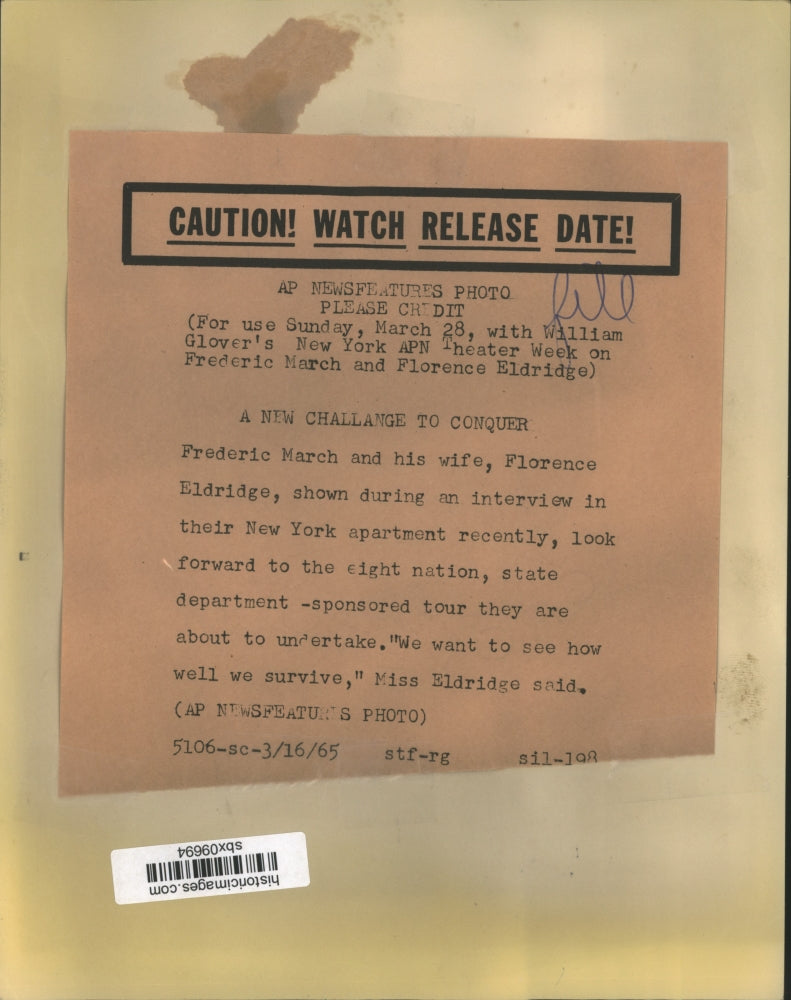 CAUTION! WATCH RELEASE DATE!
AP NEWSFEATURES PHOTO
PLEASE CREDIT
(For use Sunday, March 28, with William
Glover's New York APN Theater Week on
Frederic March and Florence Eldridge)
A NEW CHALLANGE TO CONQUER
Frederic March and his wife, Florence
Eldridge, shown during an interview in
their New York apartment recently, look
forward to the eight nation, state
department -sponsored tour they are
about to undertake."We want to see how
well we survive," Miss Eldridge said.
(AP NEWSFEATURES PHOTO)
5106-sc-3/16/65 stf-rg sil-198
historicimages.com
sbx09694